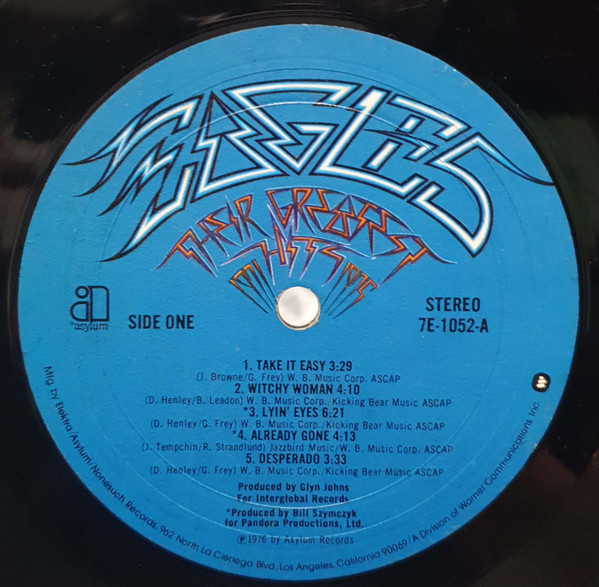 EAGLES
THEIR GREATEST
HITS
1971 1975
asylum
SIDE ONE
STEREO
7E-1052-A
1. TAKE IT EASY 3:29
(J. Browne/G. Frey) W. B. Music Corp. ASCAP
2. WITCHY WOMAN 4:10
(D. Henley/B. Leadon) W. B. Music Corp./Kicking Bear Music ASCAP
*3. LYIN' EYES 6:21
(D. Henley/G. Frey) W. B. Music Corp./Kicking Bear Music ASCAP
*4. ALREADY GONE 4:13
(J. Tempchin/R. Strandlund) Jazzbird Music/W. B. Music Corp. ASCAP
5. DESPERADO 3:33
(D. Henley/G. Frey) W. B. Music Corp./Kicking Bear Music ASCAP
Produced by Glyn Johns
For Interglobal Records
*Produced by Bill Szymczyk
for Pandora Productions, Ltd.
℗1976 by Asylum Records
Mfg. by Elektra/Asylum/Nonesuch Records, 962 North La Cienega Blvd., Los Angeles, California 90069/A Division of Warner Communications Inc.